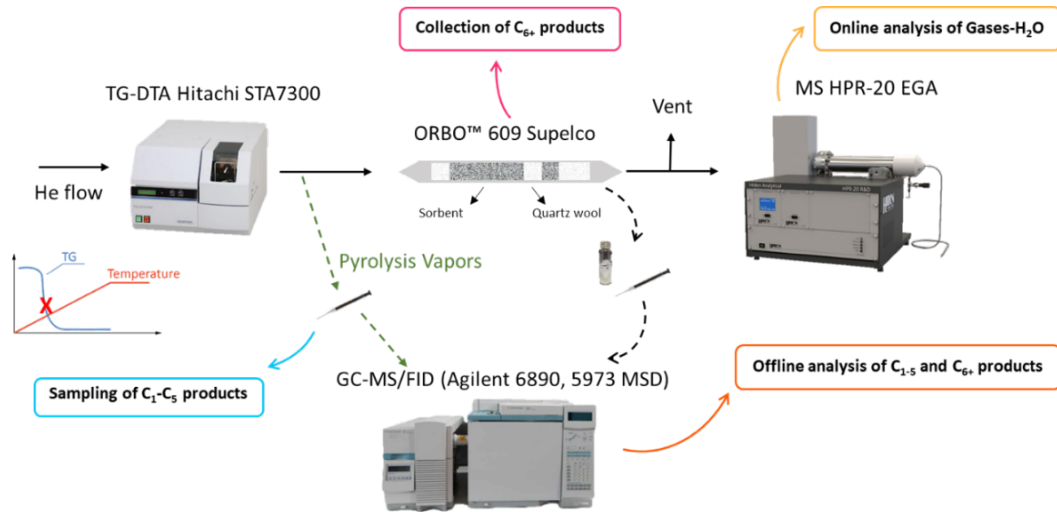 Collection of C6+ products
Online analysis of Gases-H2O
TG-DTA Hitachi STA7300
MS HPR-20 EGA
Vent
ORBO™ 609 Supelco
He flow
Sorbent
Quartz wool
TG
Temperature
X
Pyrolysis Vapors
Sampling of C1-C5 products
GC-MS/FID (Agilent 6890, 5973 MSD)
Offline analysis of C1-5 and C6+ products